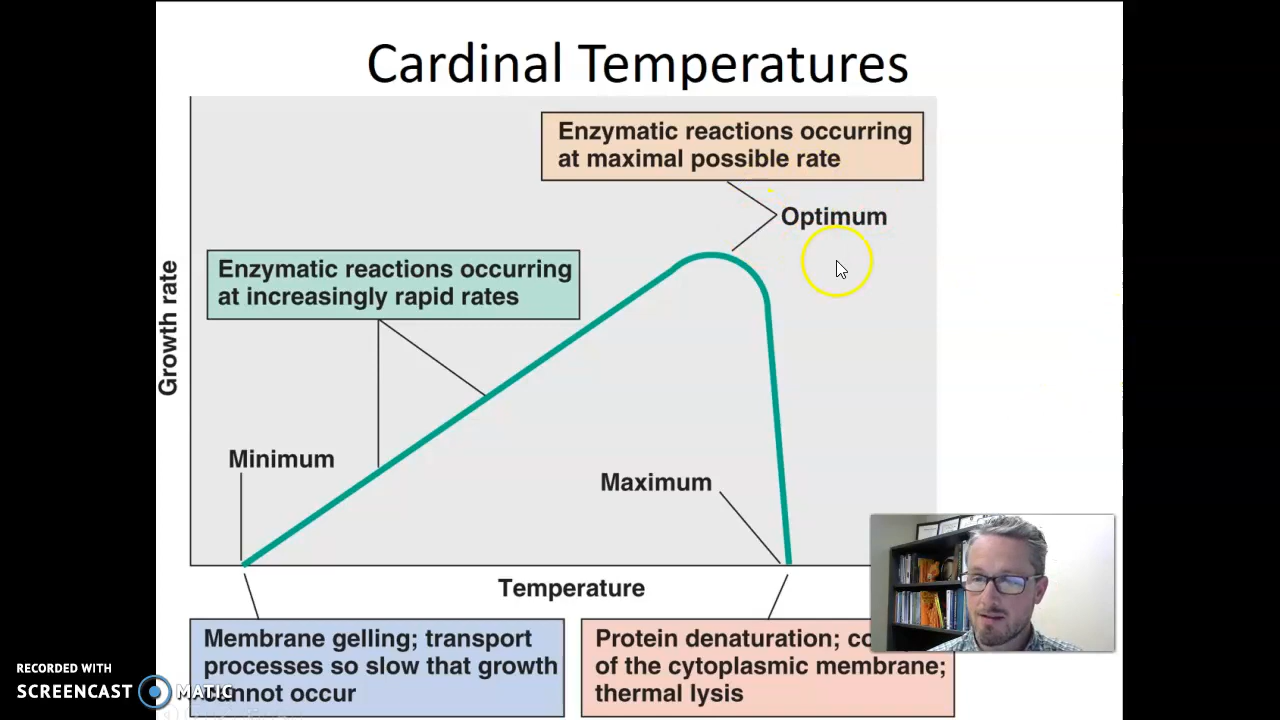 Cardinal Temperatures
Enzymatic reactions occurring
at maximal possible rate
Optimum
Enzymatic reactions occurring
at increasingly rapid rates
Growth rate
Minimum
Maximum
Temperature
Membrane gelling; transport
processes so slow that growth
cannot occur
Protein denaturation;
of the cytoplasmic membrane;
thermal lysis
RECORDED WITH
SCREENCAST MATIC